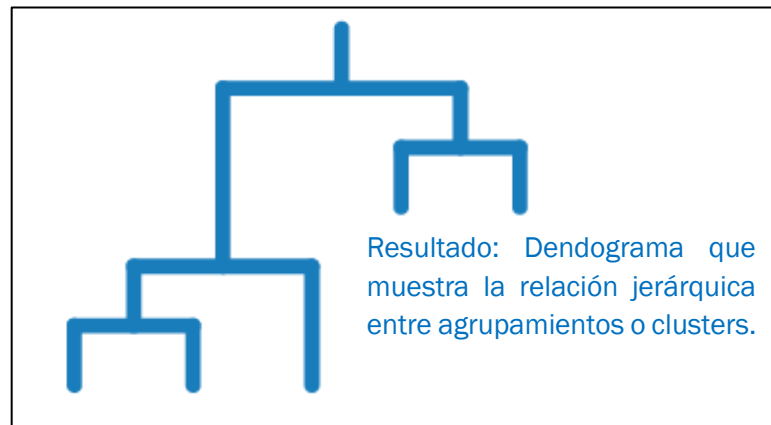 Resultado: Dendograma que
muestra la relación jerárquica
entre agrupamientos o clusters.